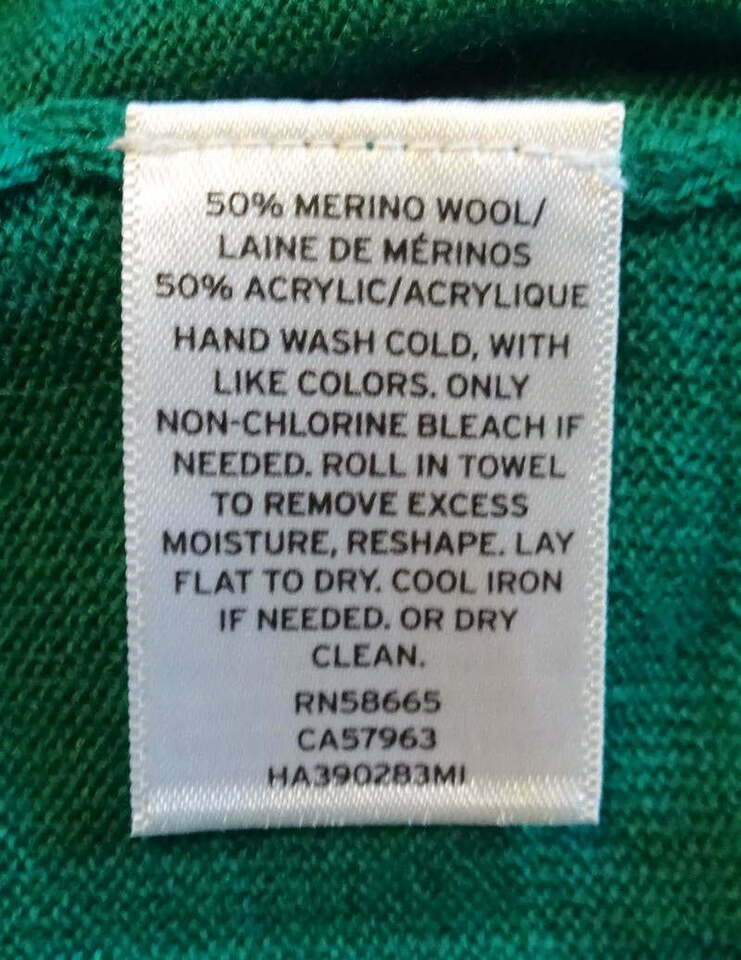 50% MERINO WOOL/
LAINE DE MÉRINOS
50% ACRYLIC/ACRYLIQUE
HAND WASH COLD, WITH
LIKE COLORS. ONLY
NON-CHLORINE BLEACH IF
NEEDED. ROLL IN TOWEL
TO REMOVE EXCESS
MOISTURE, RESHAPE. LAY
FLAT TO DRY. COOL IRON
IF NEEDED. OR DRY
CLEAN.
RN58665
CA57963
HA390283MI